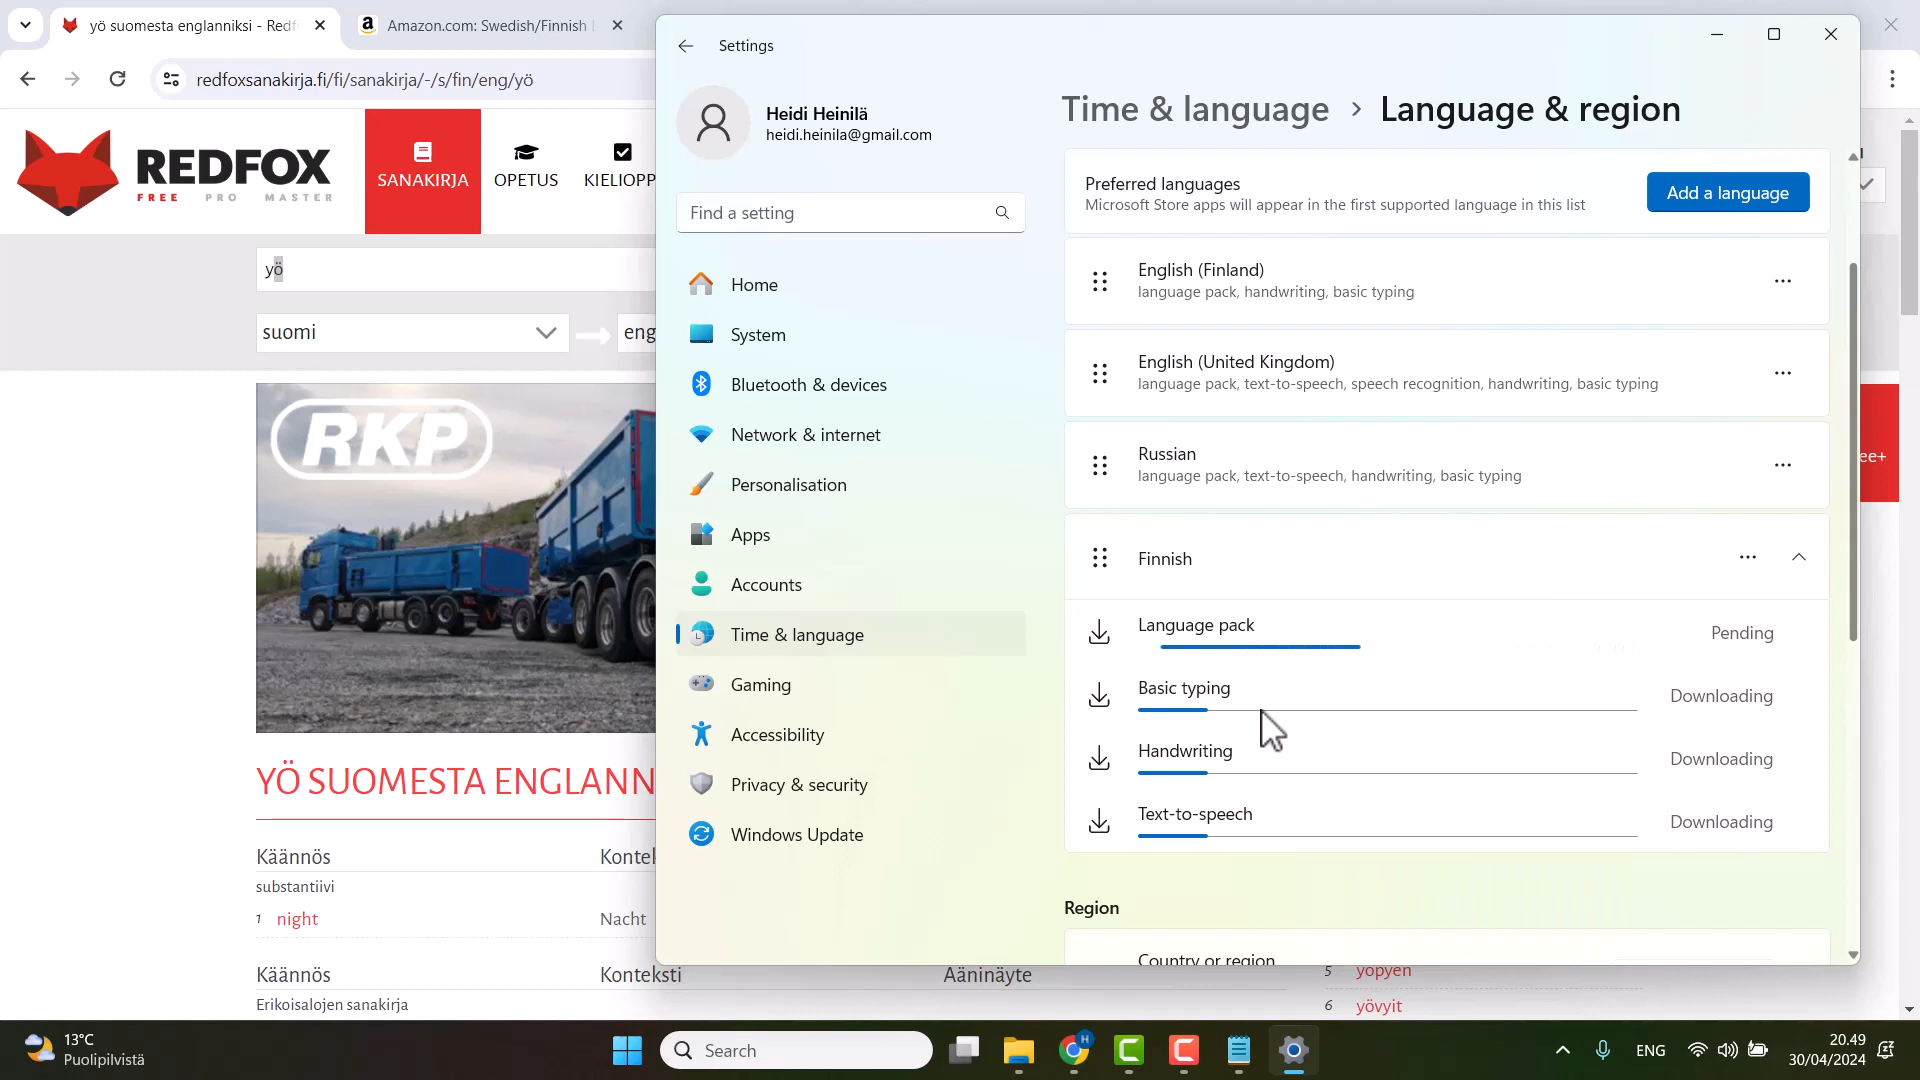 yö suomesta englanniksi - Redf
Amazon.com: Swedish/Finnish
redfoxsanakirja.fi/fi/sanakirja/-/s/fin/eng/yö
REDFOX
FREE PRO MASTER
SANAKIRJA
OPETUS
KIELIOPP
yö
suomi
eng
RKP
YÖ SUOMESTA ENGLANN
Käännös
Kontek
substantiivi
1 night
Nacht
Käännös
Konteksti
Ääninäyte
Erikoisalojen sanakirja
ee+
5 yöpyen
6 yövyit
Settings
Heidi Heinilä
heidi.heinila@gmail.com
Find a setting
Home
System
Bluetooth & devices
Network & internet
Personalisation
Apps
Accounts
Time & language
Gaming
Accessibility
Privacy & security
Windows Update
Time & language > Language & region
Preferred languages
Microsoft Store apps will appear in the first supported language in this list
Add a language
English (Finland)
language pack, handwriting, basic typing
English (United Kingdom)
language pack, text-to-speech, speech recognition, handwriting, basic typing
Russian
language pack, text-to-speech, handwriting, basic typing
Finnish
Language pack
Pending
Basic typing
Downloading
Handwriting
Downloading
Text-to-speech
Downloading
Region
Country or region
13°C
Puolipilvistä
Search
H
ENG
20.49
30/04/2024